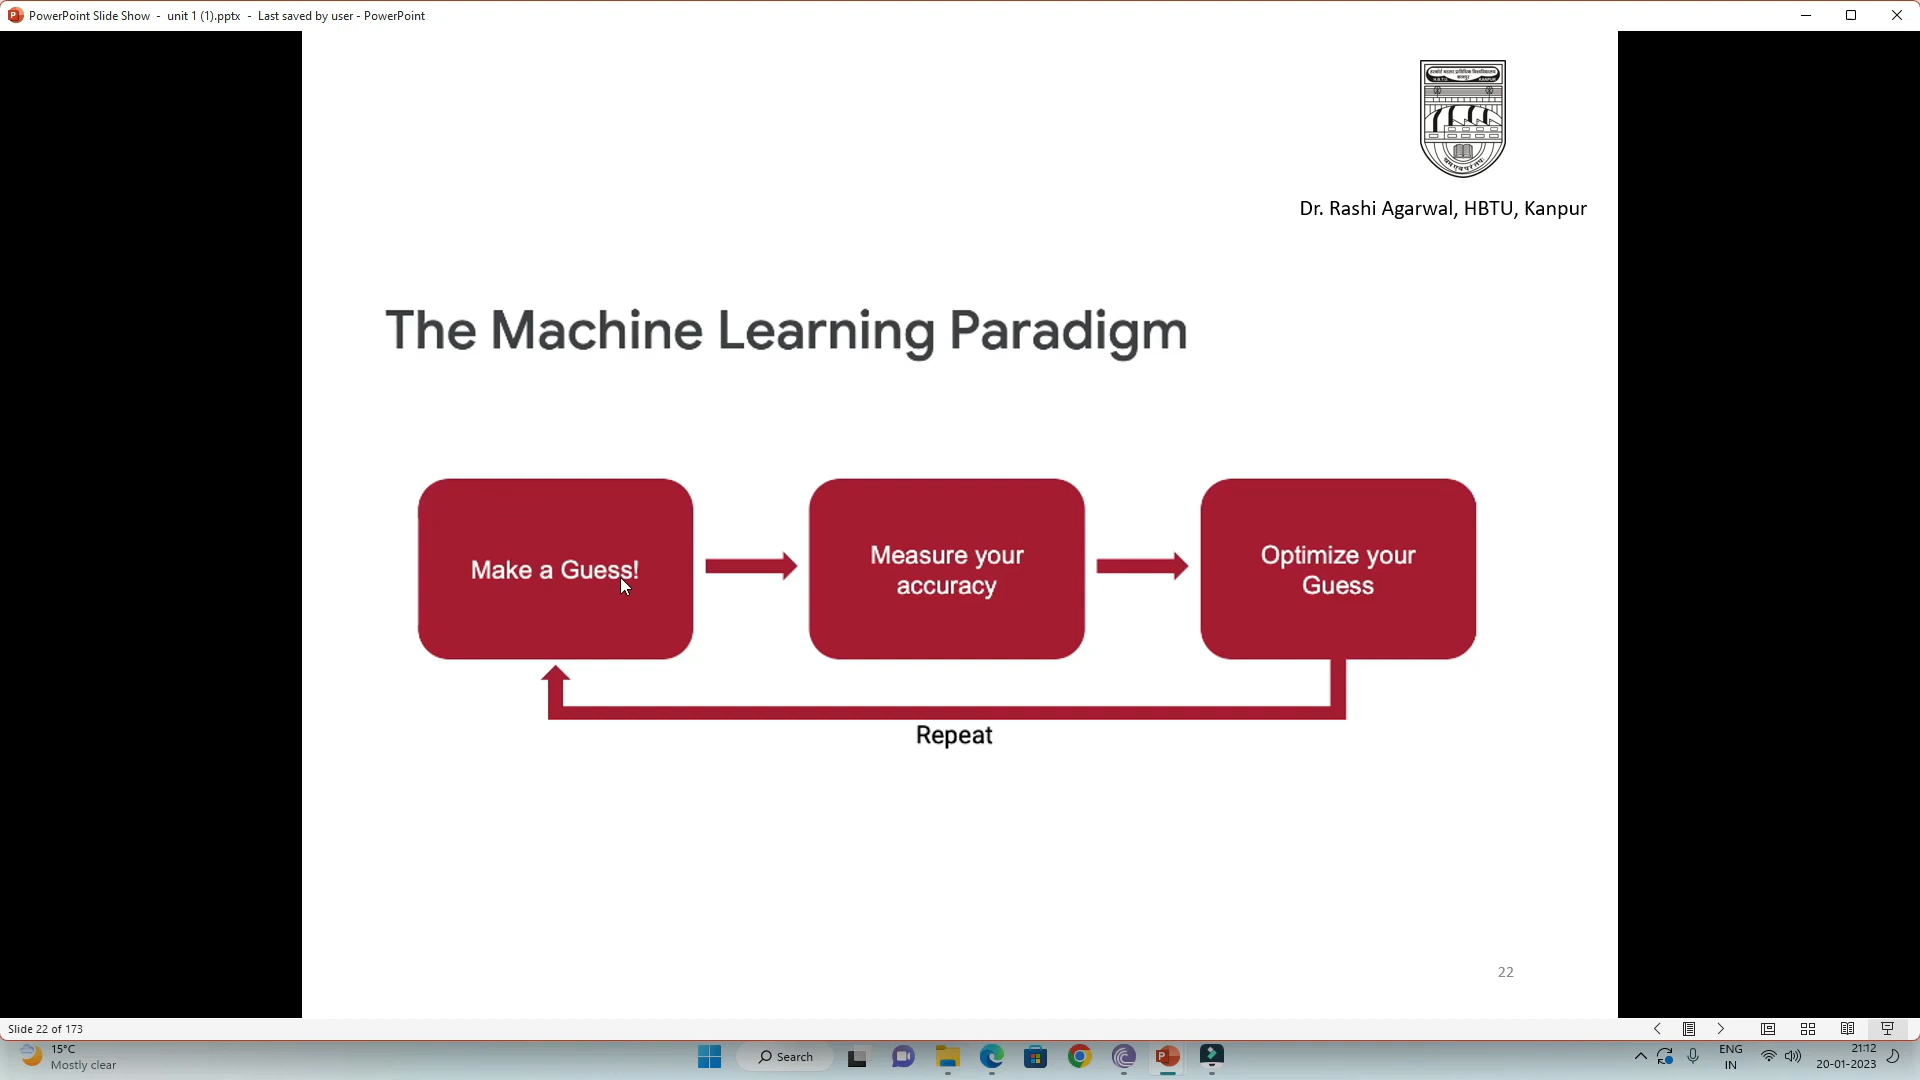 PowerPoint Slide Show - unit 1 (1).pptx - Last saved by user - PowerPoint
Dr. Rashi Agarwal, HBTU, Kanpur
The Machine Learning Paradigm
Make a Guess!
Measure your
accuracy
Optimize your
Guess
Repeat
22
Slide 22 of 173
15°C
Mostly clear
Search
ENG
IN
21:12
20-01-2023